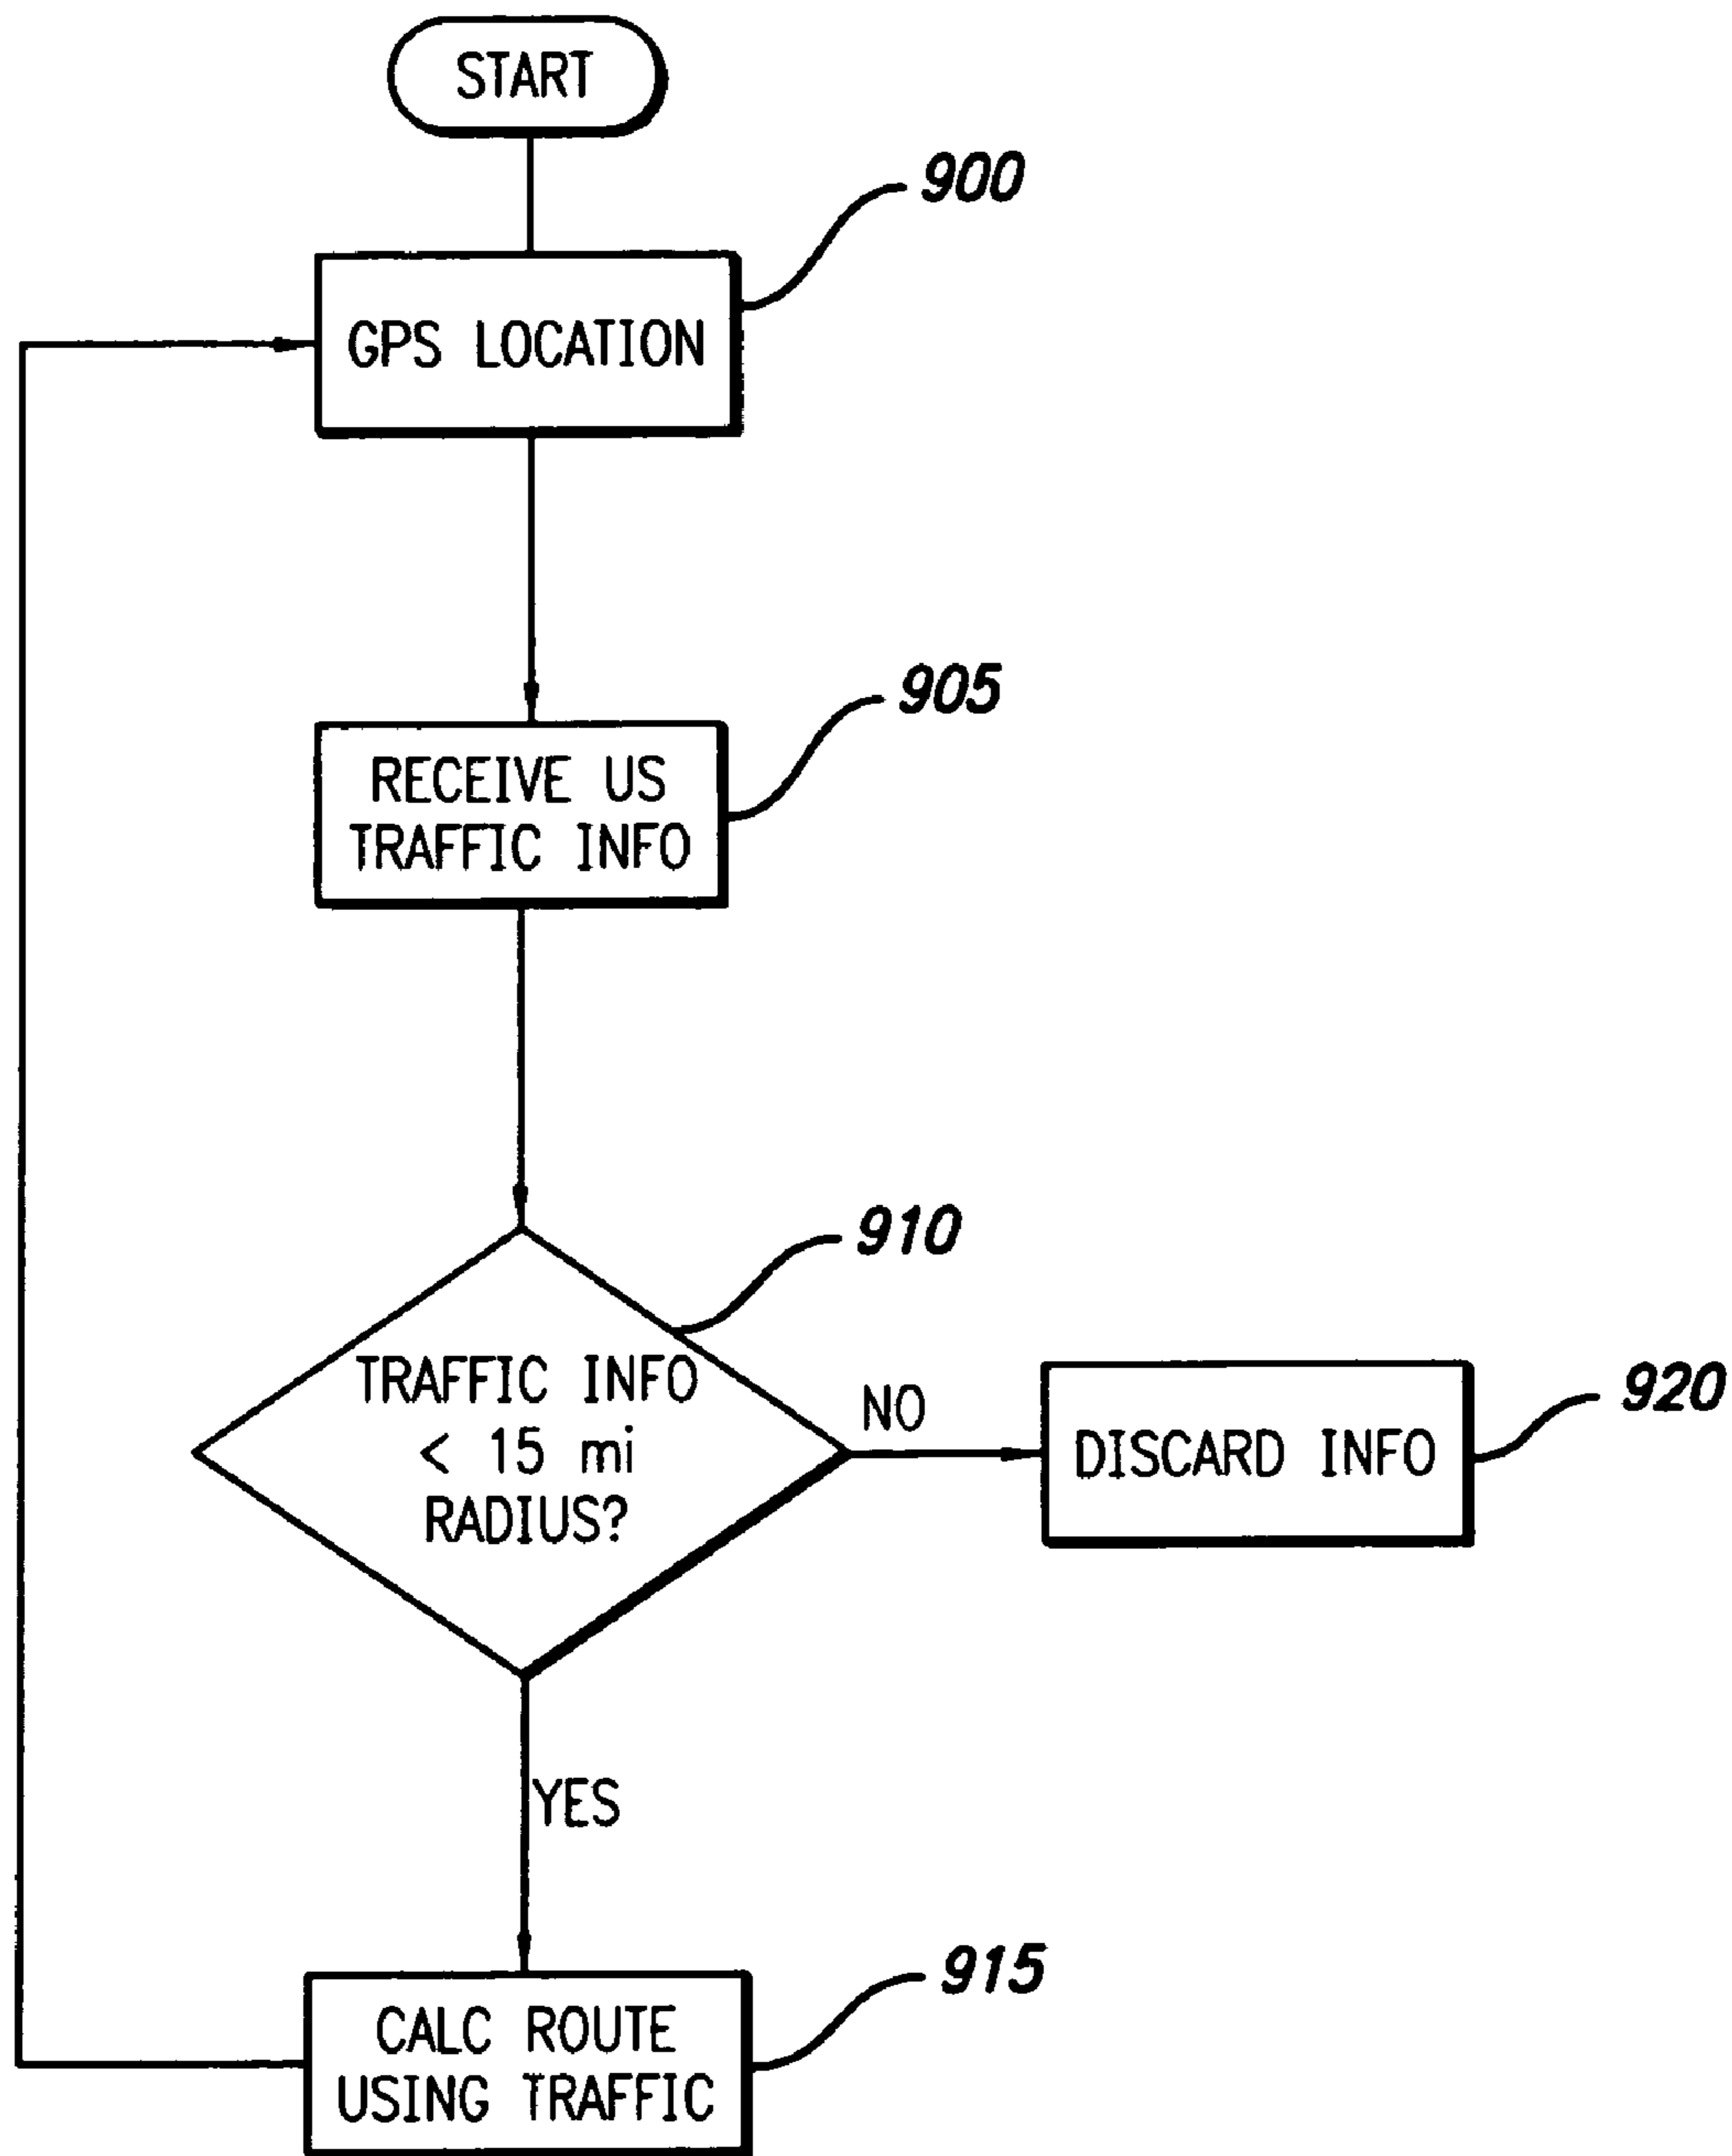 START
900
GPS LOCATION
905
RECEIVE US
TRAFFIC INFO
910
TRAFFIC INFO
< 15 mi
RADIUS?
NO
920
DISCARD INFO
YES
915
CALC ROUTE
USING TRAFFIC